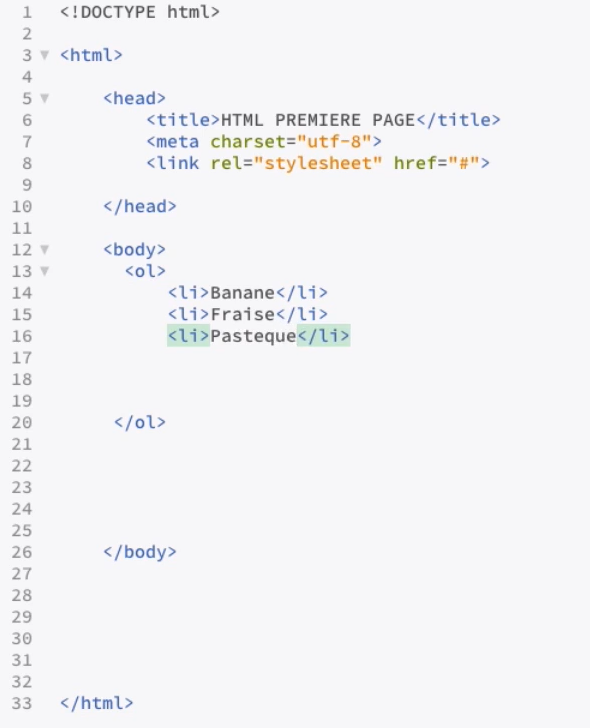 1 <!DOCTYPE html>
2
3 <html>
4
5 <head>
6 <title>HTML PREMIERE PAGE</title>
7 <meta charset="utf-8">
8 <link rel="stylesheet" href="#">
9
10 </head>
11
12 <body>
13 <ol>
14 <li>Banane</li>
15 <li>Fraise</li>
16 <li>Pasteque</li>
17
18
19
20 </ol>
21
22
23
24
25
26 </body>
27
28
29
30
31
32
33 </html>